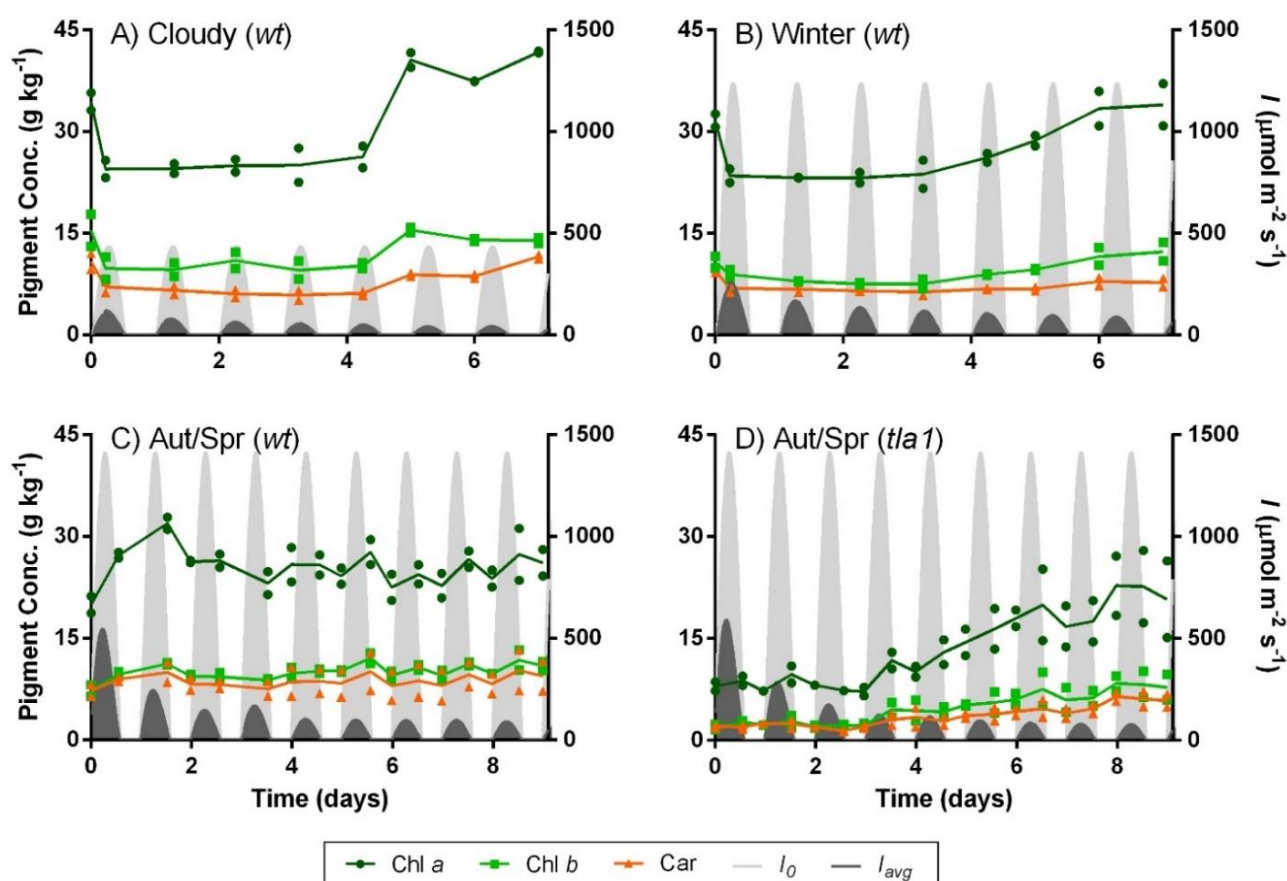 A) Cloudy (wt)
Pigment Conc. (g kg⁻¹)
45
30
15
0
1500
1000
500
0
0 2 4 6
B) Winter (wt)
45
30
15
0
1500
1000
500
0
I (μmol m⁻² s⁻¹)
0 2 4 6
C) Aut/Spr (wt)
Pigment Conc. (g kg⁻¹)
45
30
15
0
1500
1000
500
0
0 2 4 6 8
Time (days)
D) Aut/Spr (tla1)
45
30
15
0
1500
1000
500
0
I (μmol m⁻² s⁻¹)
0 2 4 6 8
Time (days)
Chl a Chl b Car I₀ Iavg